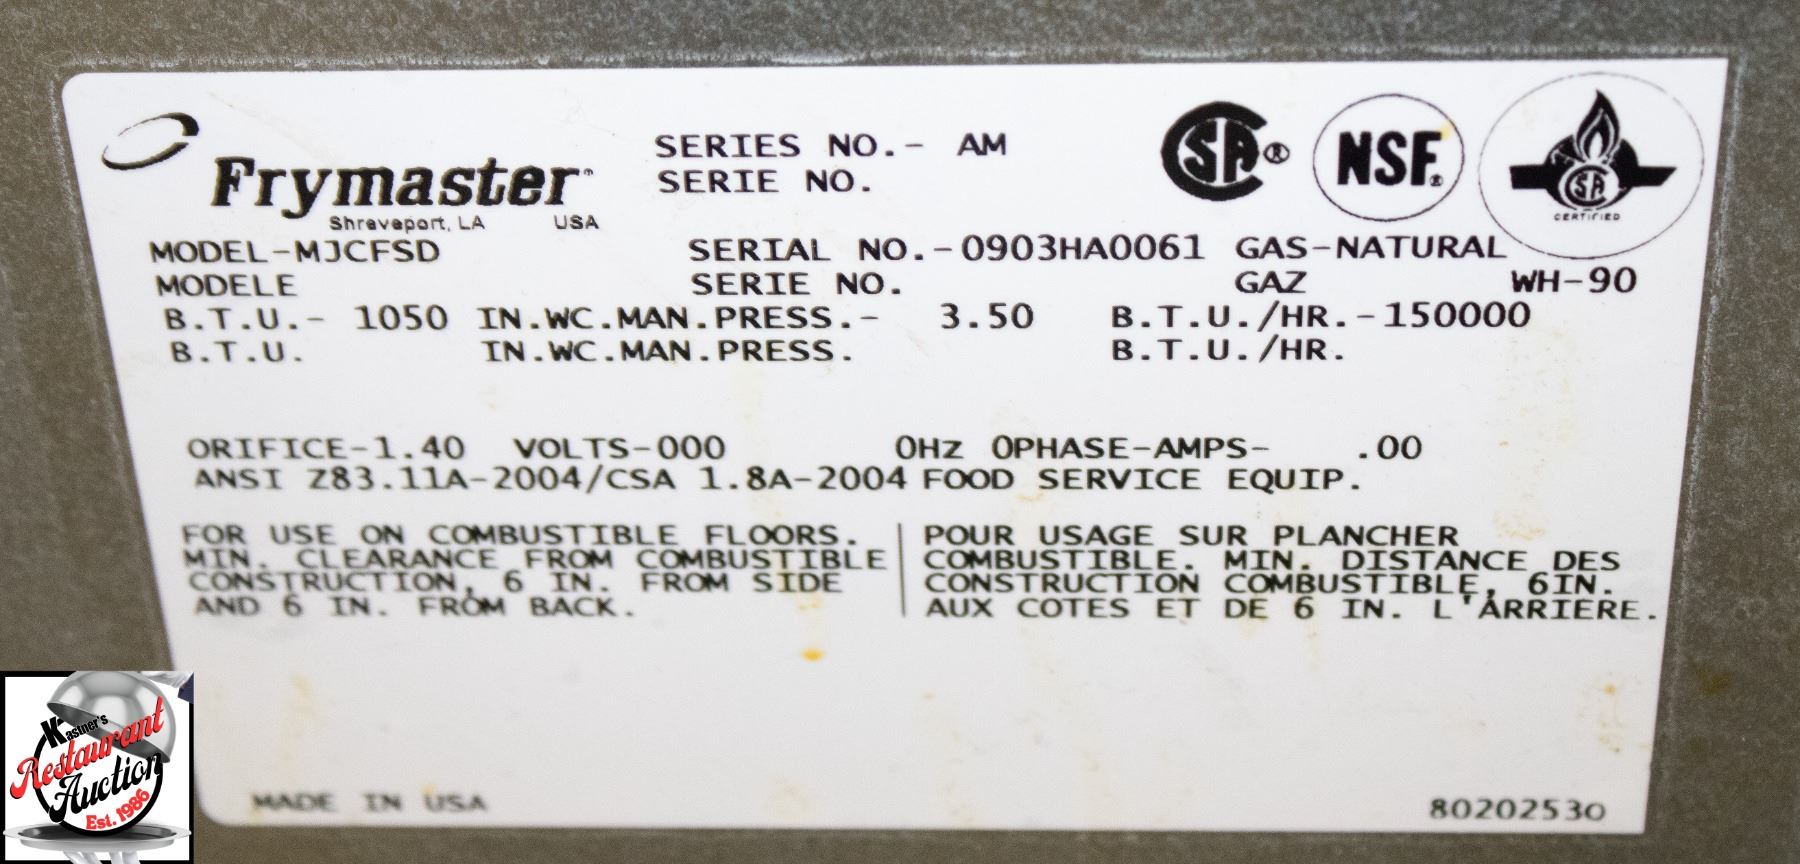 Frymaster
Shreveport, LA USA
SERIES NO.- AM
SERIE NO.
CSA®
NSF®
CSA
CERTIFIED
MODEL-MJCFSD SERIAL NO.-0903HA0061 GAS-NATURAL
MODELE SERIE NO. GAZ WH-90
B.T.U.- 1050 IN.WC.MAN.PRESS.- 3.50 B.T.U./HR.-150000
B.T.U. IN.WC.MAN.PRESS. B.T.U./HR.
ORIFICE-1.40 VOLTS-000 0Hz 0PHASE-AMPS- .00
ANSI Z83.11A-2004/CSA 1.8A-2004 FOOD SERVICE EQUIP.
FOR USE ON COMBUSTIBLE FLOORS.
MIN. CLEARANCE FROM COMBUSTIBLE
CONSTRUCTION, 6 IN. FROM SIDE
AND 6 IN. FROM BACK.
POUR USAGE SUR PLANCHER
COMBUSTIBLE. MIN. DISTANCE DES
CONSTRUCTION COMBUSTIBLE, 6IN.
AUX COTES ET DE 6 IN. L'ARRIERE.
MADE IN USA
80202530
Kastner's
Restaurant
Auction
Est. 1986